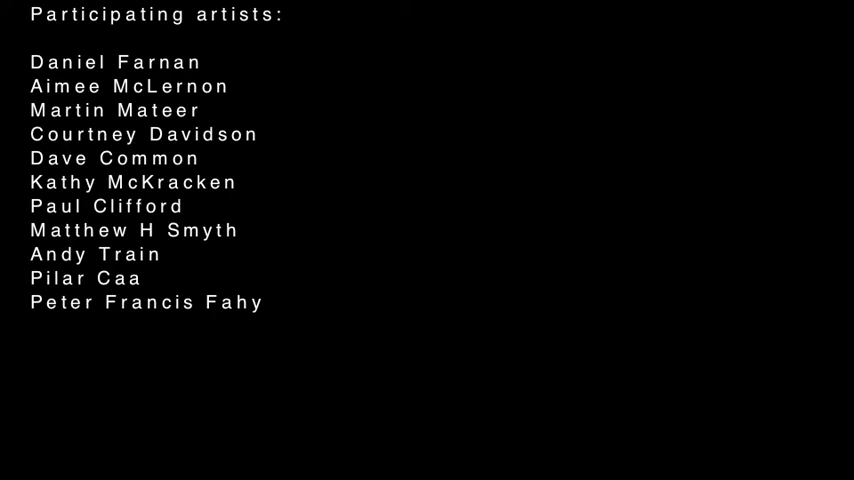 Participating artists:
Daniel Farnan
Aimee McLernon
Martin Mateer
Courtney Davidson
Dave Common
Kathy McKracken
Paul Clifford
Matthew H Smyth
Andy Train
Pilar Caa
Peter Francis Fahy